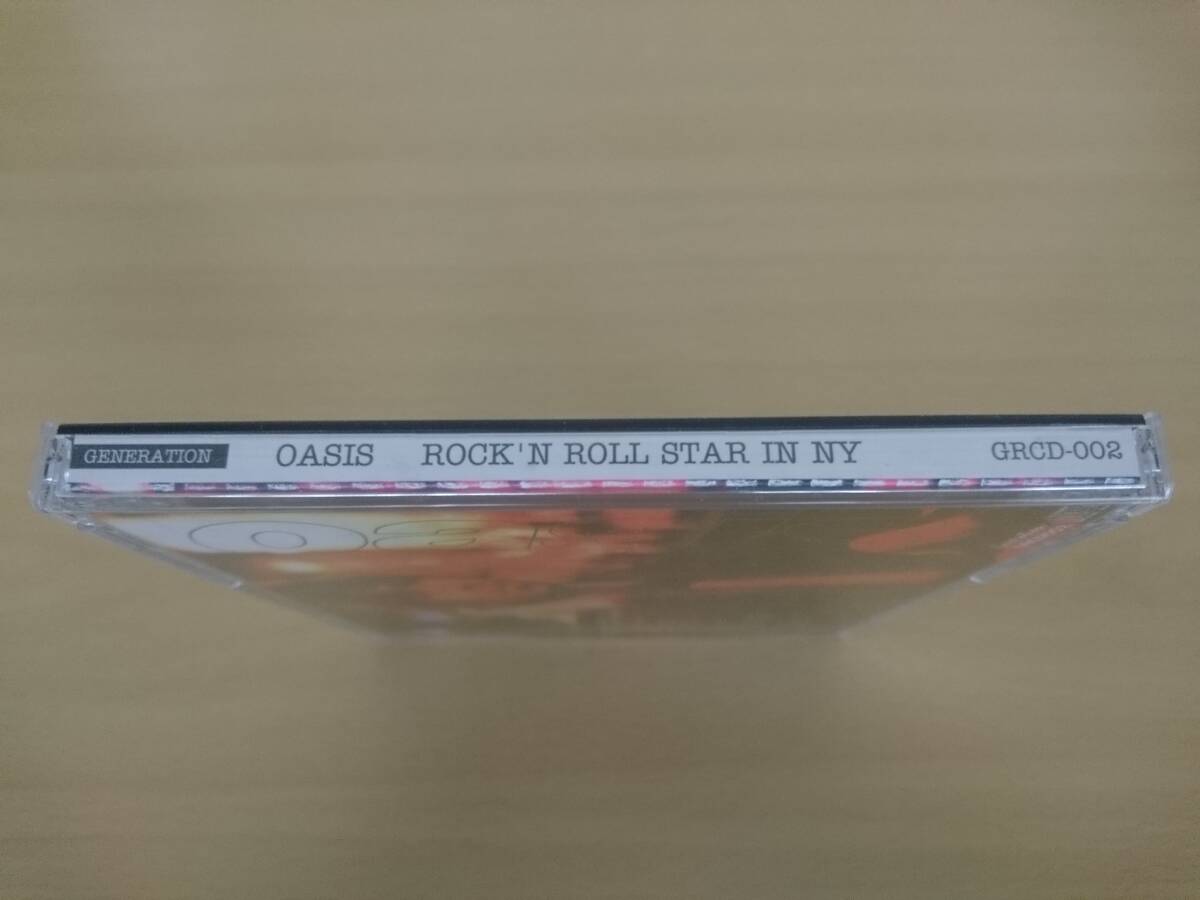 GENERATION OASIS ROCK'N ROLL STAR IN NY GRCD-002